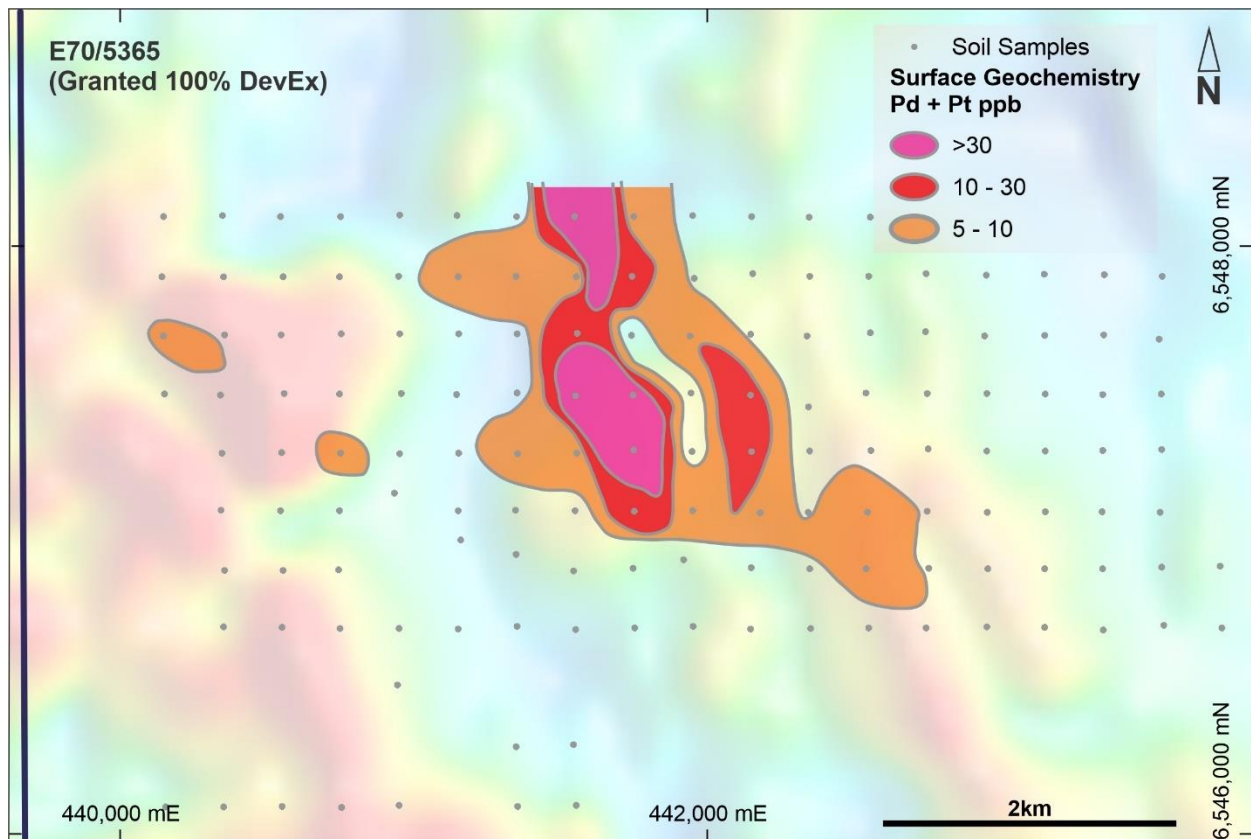 E70/5365
(Granted 100% DevEx)
Soil Samples
Surface Geochemistry
Pd + Pt ppb
>30
10 - 30
5 - 10
N
6,548,000 mN
6,546,000 mN
440,000 mE
442,000 mE
2km